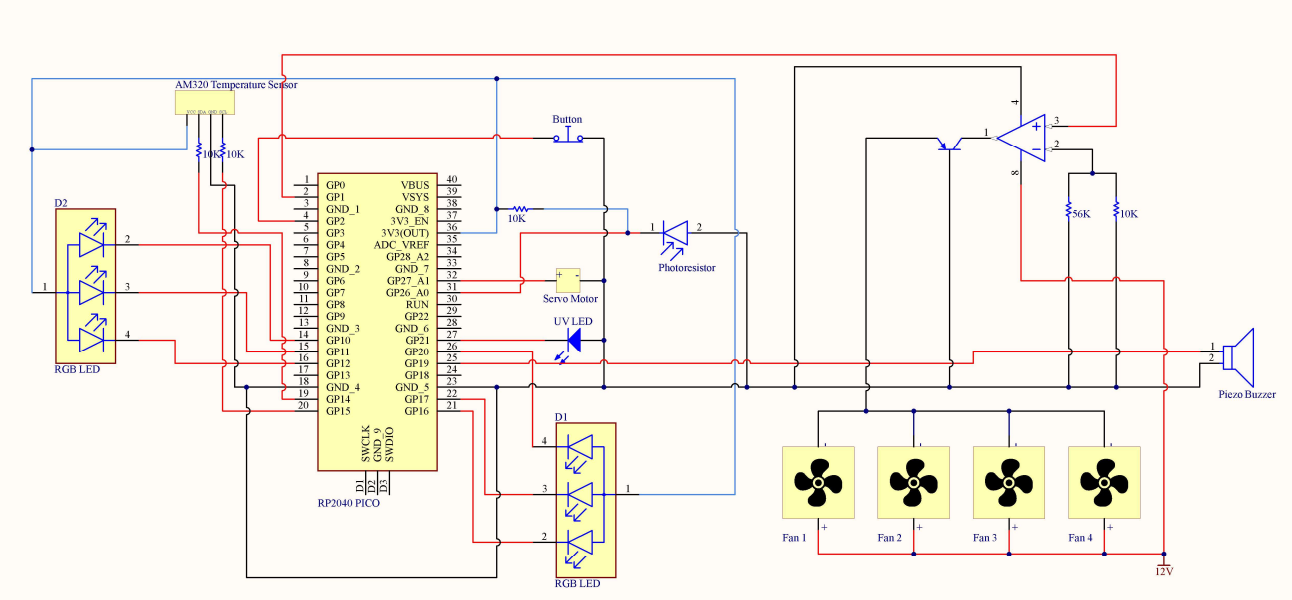 AM320 Temperature Sensor
VCC SDA GND SCL
10K
10K
D2
1
2
3
4
RGB LED
1 GP0
2 GP1
3 GND_1
4 GP2
5 GP3
6 GP4
7 GP5
8 GND_2
9 GP6
10 GP7
11 GP8
12 GP9
13 GND_3
14 GP10
15 GP11
16 GP12
17 GP13
18 GND_4
19 GP14
20 GP15
VBUS 40
VSYS 39
GND_8 38
3V3_EN 37
3V3(OUT) 36
ADC_VREF 35
GP28_A2 34
GND_7 33
GP27_A1 32
GP26_A0 31
RUN 30
GP22 29
GND_6 28
GP21 27
GP20 26
GP19 25
GP18 24
GND_5 23
GP17 22
GP16 21
SWCLK
GND_9
SWDIO
D1
D2
D3
RP2040 PICO
Button
10K
1
2
Photoresistor
+ -
Servo Motor
UV LED
D1
4
3
2
1
RGB LED
4
1
+
3
−
2
8
56K
10K
1
2
Piezo Buzzer
+
+
+
+
Fan 1
Fan 2
Fan 3
Fan 4
12V